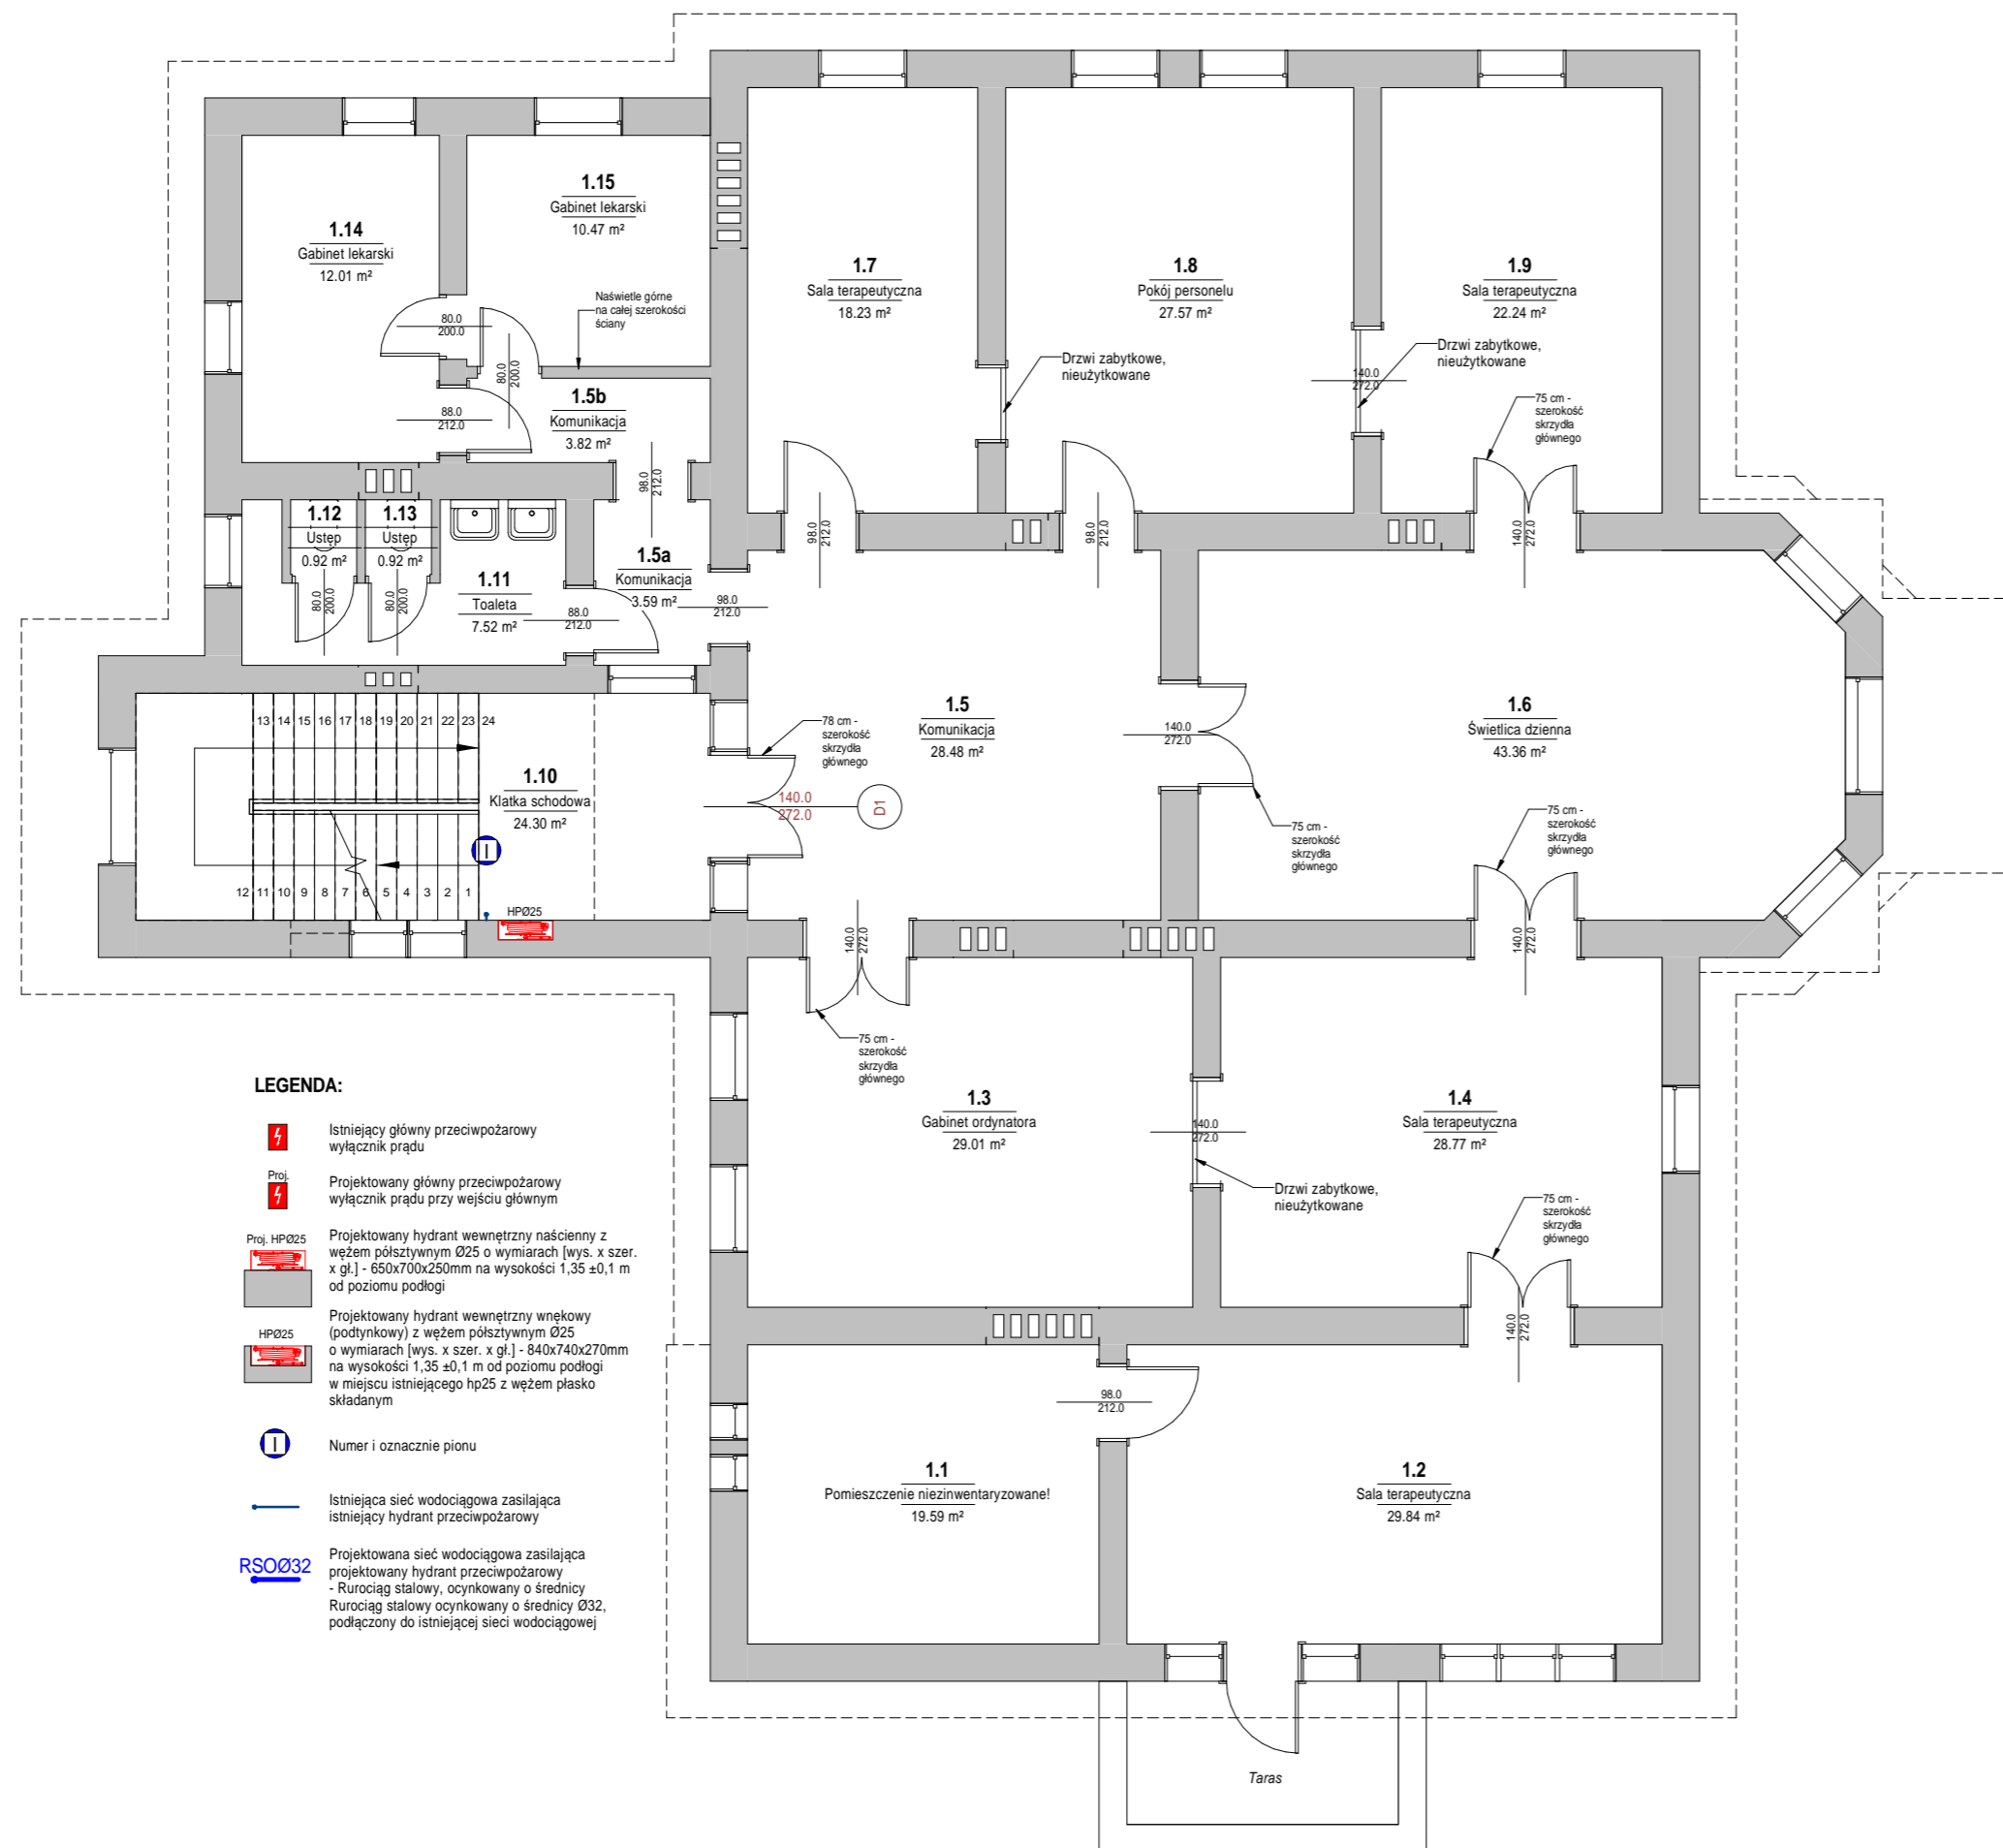 1.14
Gabinet lekarski
12.01 m²
1.15
Gabinet lekarski
10.47 m²
Naświetle górne
na całej szerokości
ściany
80.0
200.0
80.0
200.0
88.0
212.0
1.5b
Komunikacja
3.82 m²
98.0
212.0
1.7
Sala terapeutyczna
18.23 m²
1.8
Pokój personelu
27.57 m²
1.9
Sala terapeutyczna
22.24 m²
Drzwi zabytkowe,
nieużytkowane
Drzwi zabytkowe,
nieużytkowane
140.0
272.0
75 cm -
szerokość
skrzydła
głównego
98.0
212.0
98.0
212.0
140.0
272.0
1.12
Ustęp
0.92 m²
1.13
Ustęp
0.92 m²
80.0
200.0
80.0
200.0
1.11
Toaleta
7.52 m²
88.0
212.0
1.5a
Komunikacja
3.59 m²
98.0
212.0
13 14 15 16 17 18 19 20 21 22 23 24
1.10
Klatka schodowa
24.30 m²
I
12 11 10 9 8 7 6 5 4 3 2 1
HPØ25
78 cm -
szerokość
skrzydła
głównego
140.0
272.0
D1
1.5
Komunikacja
28.48 m²
140.0
272.0
75 cm -
szerokość
skrzydła
głównego
1.6
Świetlica dzienna
43.36 m²
75 cm -
szerokość
skrzydła
głównego
140.0
272.0
140.0
272.0
75 cm -
szerokość
skrzydła
głównego
1.3
Gabinet ordynatora
29.01 m²
140.0
272.0
Drzwi zabytkowe,
nieużytkowane
1.4
Sala terapeutyczna
28.77 m²
75 cm -
szerokość
skrzydła
głównego
140.0
272.0
98.0
212.0
1.1
Pomieszczenie niezinwentaryzowane!
19.59 m²
1.2
Sala terapeutyczna
29.84 m²
Taras
LEGENDA:
Istniejący główny przeciwpożarowy
wyłącznik prądu
Proj.
Projektowany główny przeciwpożarowy
wyłącznik prądu przy wejściu głównym
Proj. HPØ25
Projektowany hydrant wewnętrzny naścienny z
wężem półsztywnym Ø25 o wymiarach [wys. x szer.
x gł.] - 650x700x250mm na wysokości 1,35 ±0,1 m
od poziomu podłogi
HPØ25
Projektowany hydrant wewnętrzny wnękowy
(podtynkowy) z wężem półsztywnym Ø25
o wymiarach [wys. x szer. x gł.] - 840x740x270mm
na wysokości 1,35 ±0,1 m od poziomu podłogi
w miejscu istniejącego hp25 z wężem płasko
składanym
I
Numer i oznacznie pionu
Istniejąca sieć wodociągowa zasilająca
istniejący hydrant przeciwpożarowy
RSOØ32
Projektowana sieć wodociągowa zasilająca
projektowany hydrant przeciwpożarowy
- Rurociąg stalowy, ocynkowany o średnicy
Rurociąg stalowy ocynkowany o średnicy Ø32,
podłączony do istniejącej sieci wodociągowej